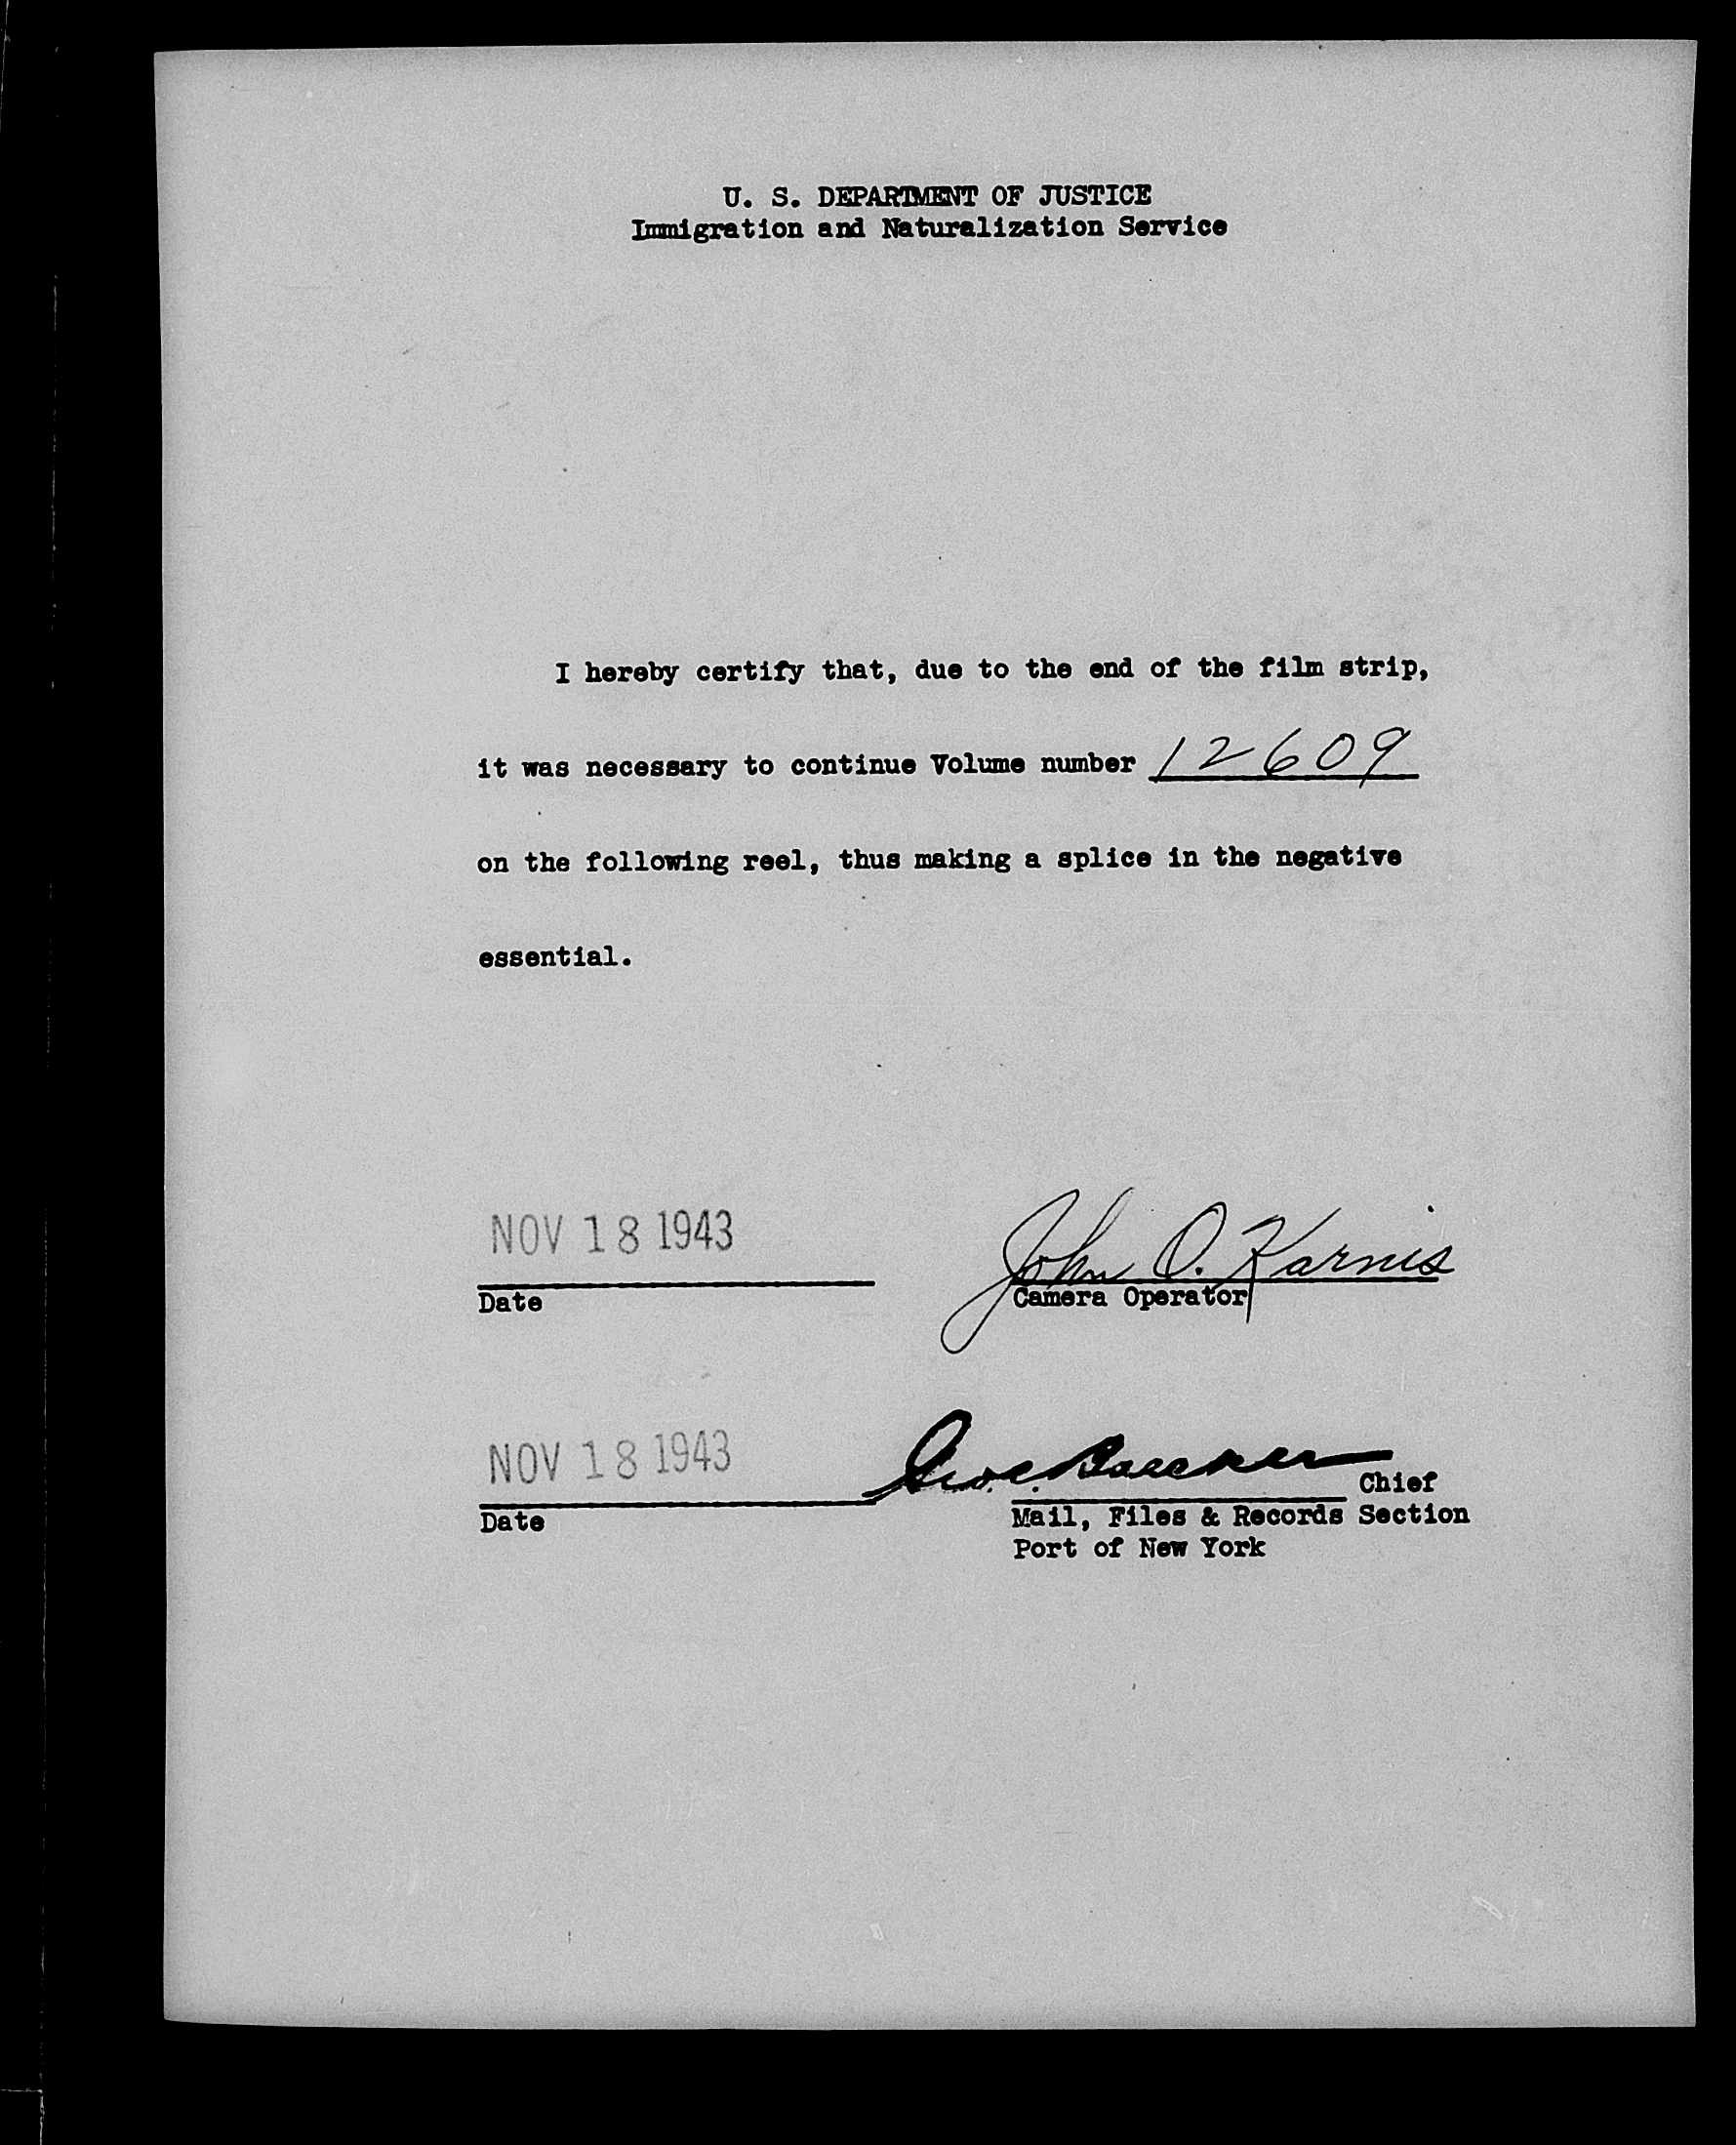 U. S. DEPARTMENT OF JUSTICE
Immigration and Naturalization Service
I hereby certify that, due to the end of the film strip,
it was necessary to continue Volume number 12609
on the following reel, thus making a splice in the negative
essential.
NOV 18 1943
John O. Karnis
Date
Camera Operator
NOV 18 1943
Chief
Date
Mail, Files & Records Section
Port of New York